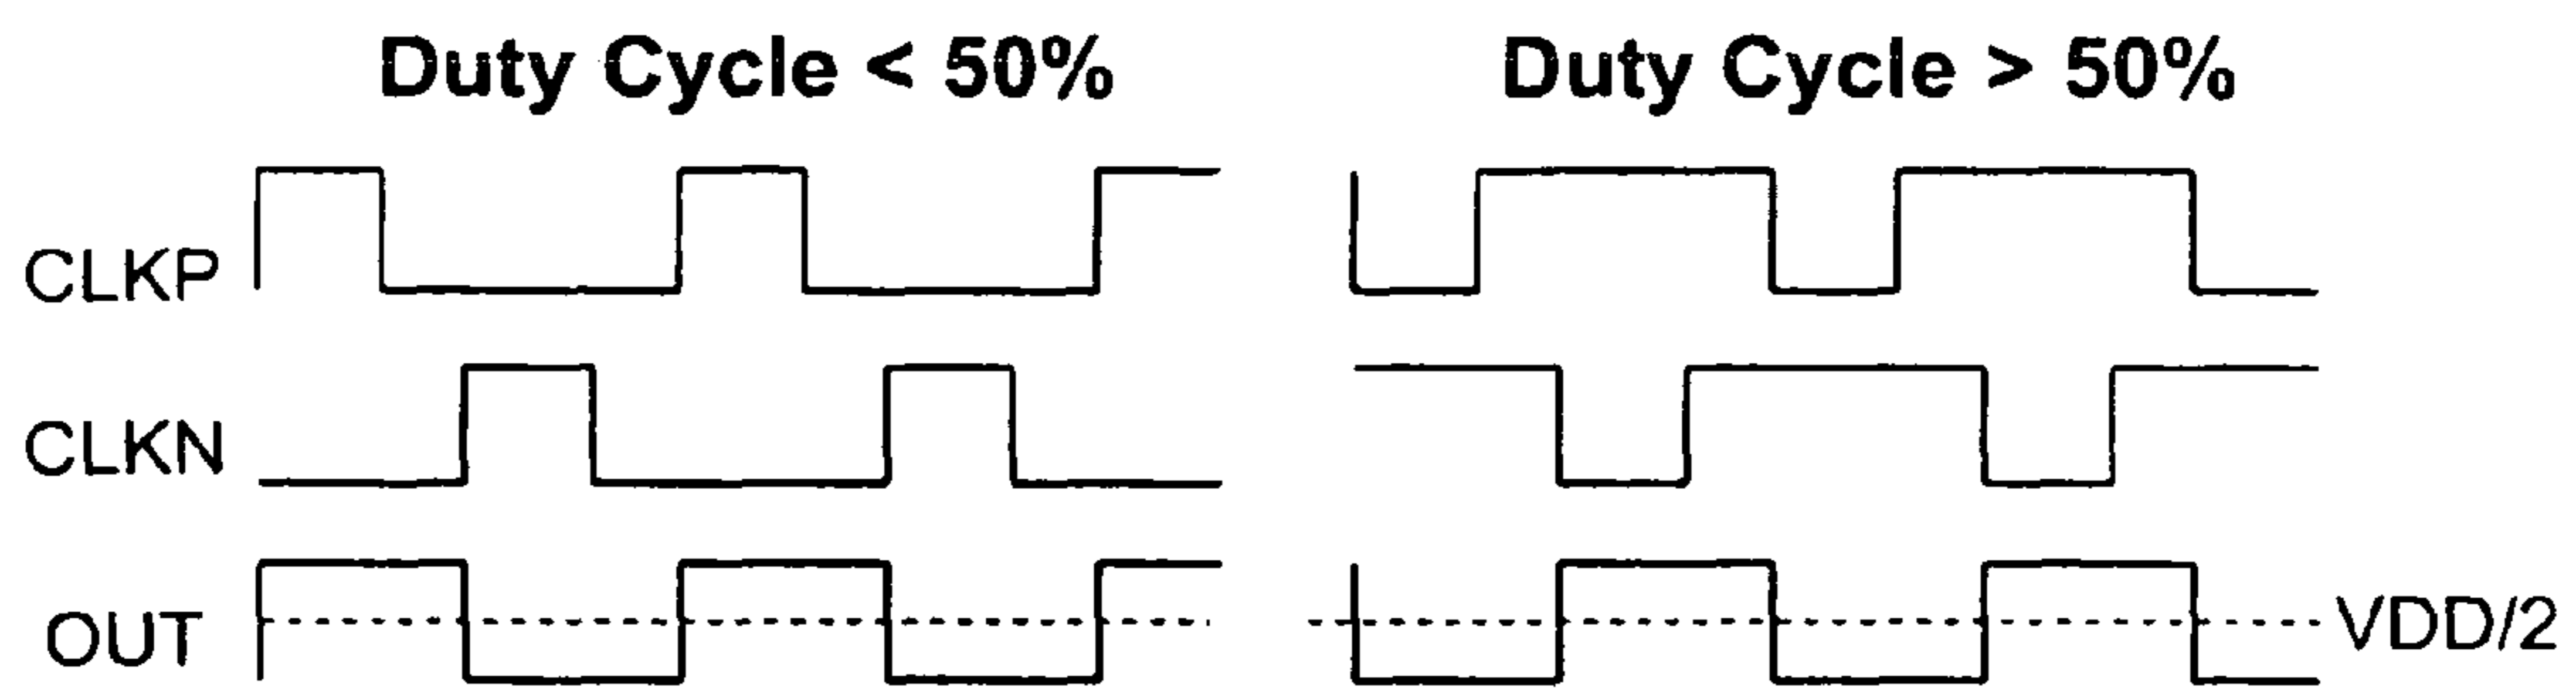 Duty Cycle < 50% Duty Cycle > 50%
CLKP
CLKN
OUT VDD/2